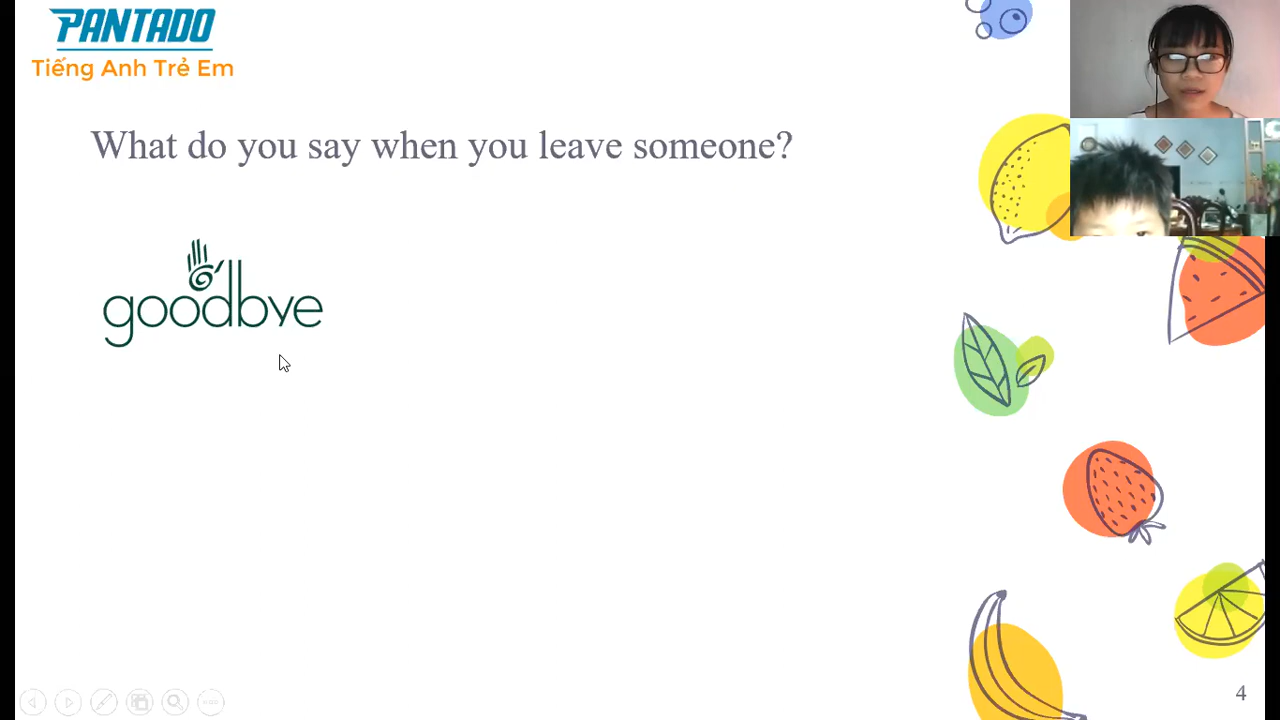 PANTADO
Tiếng Anh Trẻ Em
What do you say when you leave someone?
goodbye
4